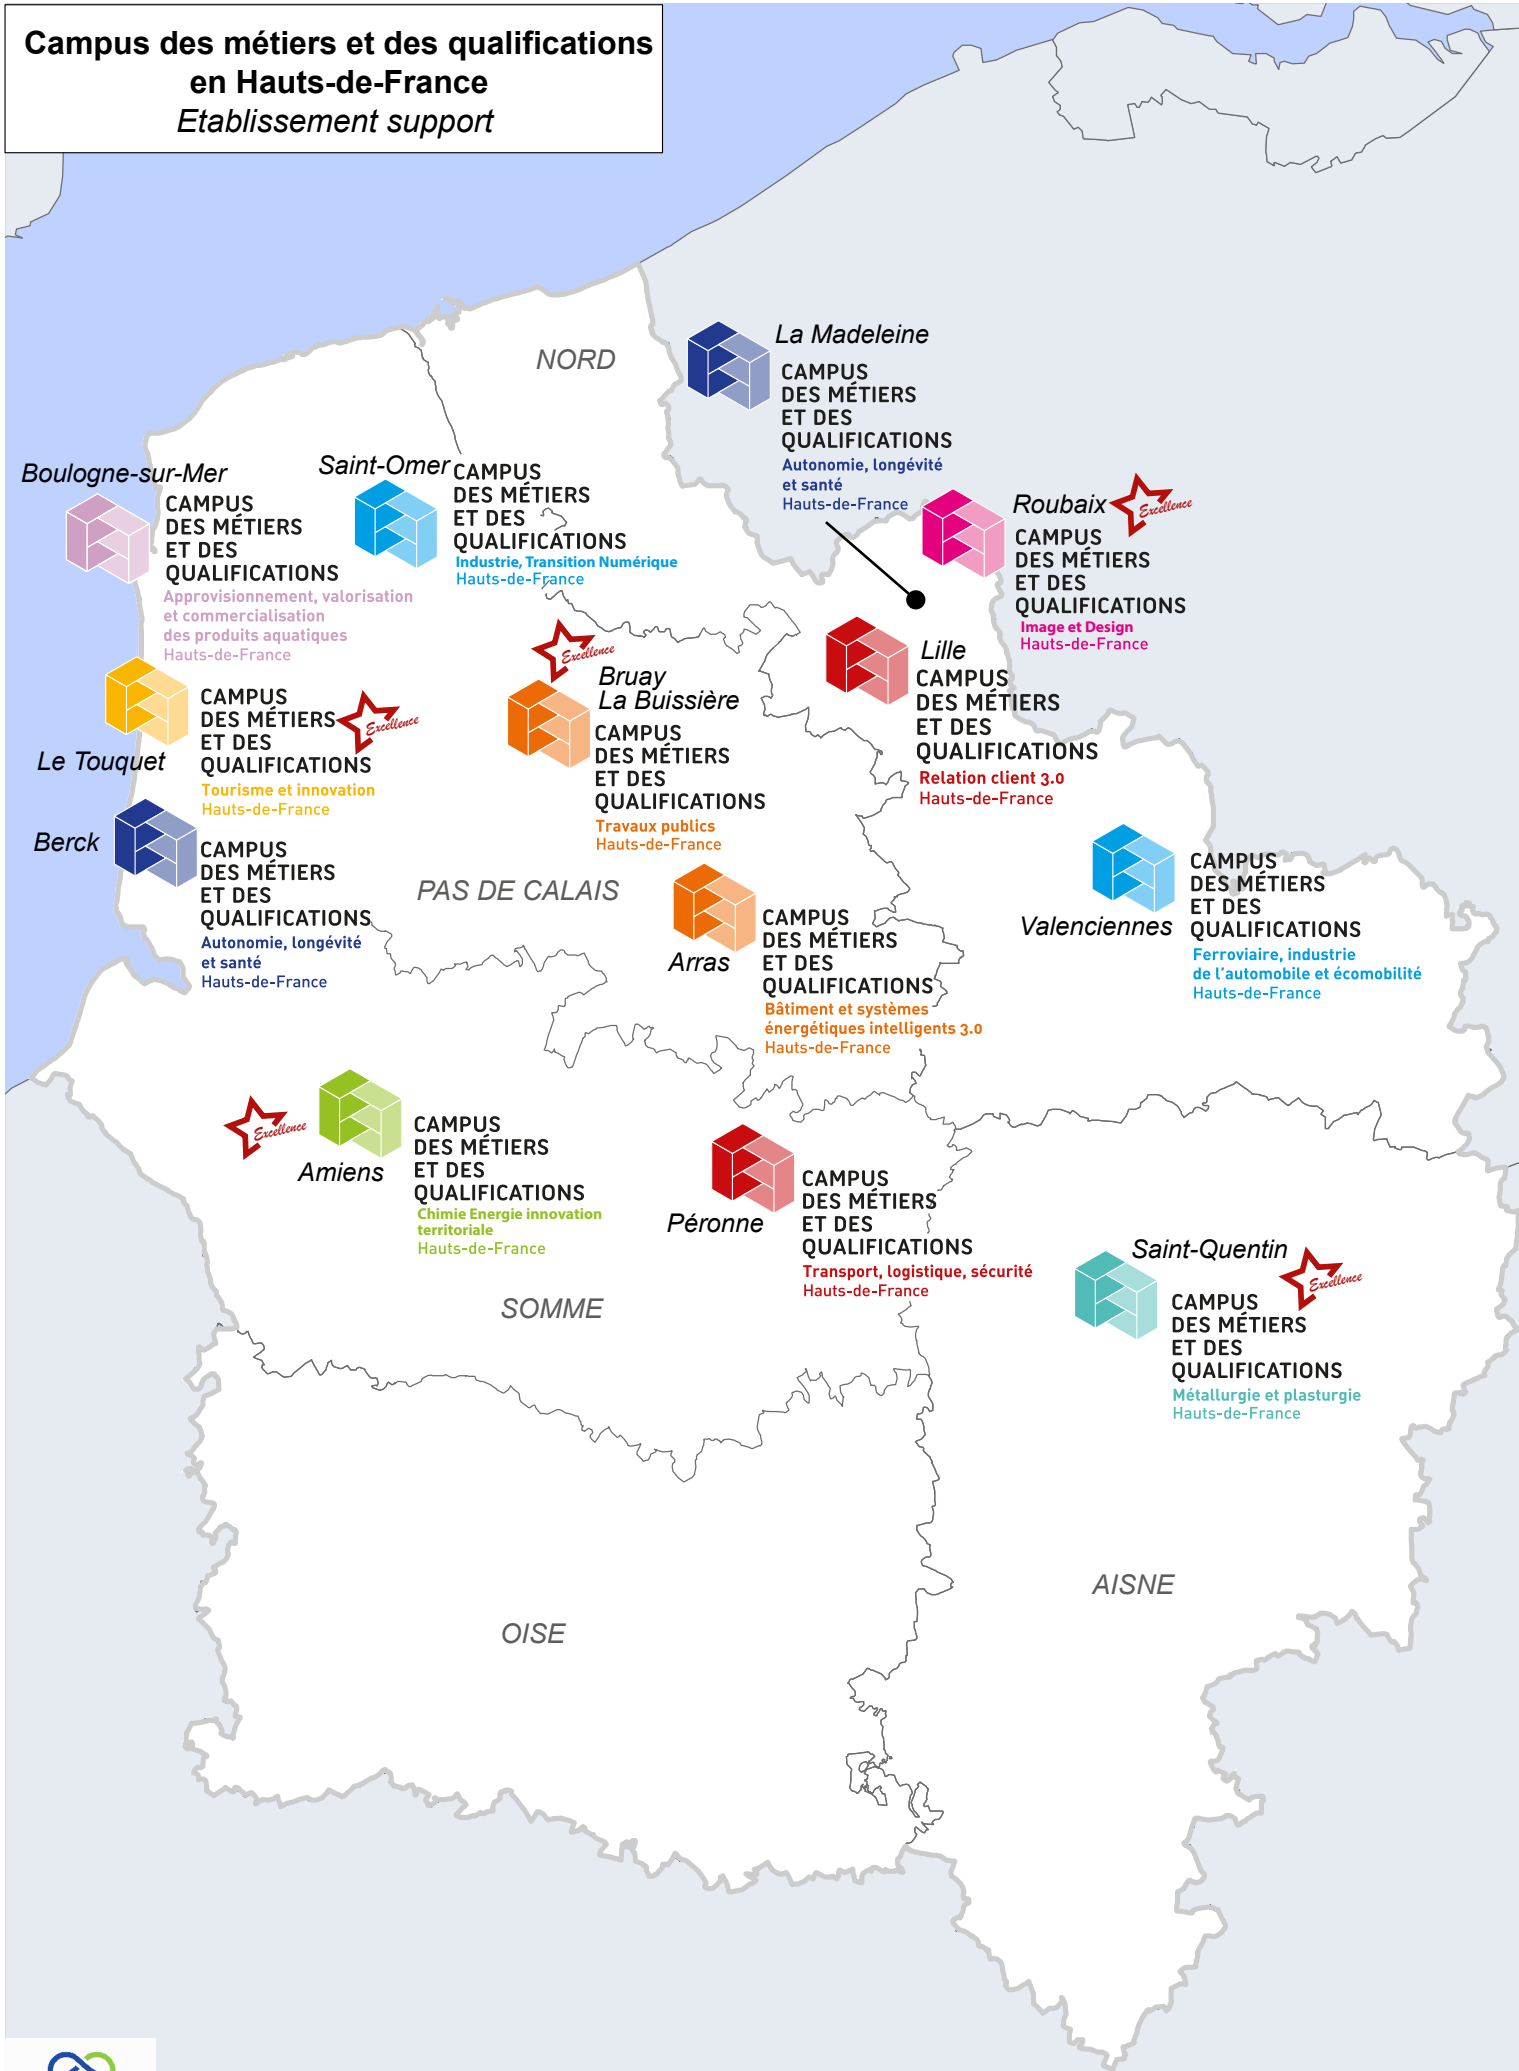 Campus des métiers et des qualifications
en Hauts-de-France
Etablissement support
NORD
La Madeleine
CAMPUS
DES MÉTIERS
ET DES
QUALIFICATIONS
Autonomie, longévité
et santé
Hauts-de-France
Boulogne-sur-Mer
CAMPUS
DES MÉTIERS
ET DES
QUALIFICATIONS
Approvisionnement, valorisation
et commercialisation
des produits aquatiques
Hauts-de-France
Saint-Omer
CAMPUS
DES MÉTIERS
ET DES
QUALIFICATIONS
Industrie, Transition Numérique
Hauts-de-France
Roubaix
Excellence
CAMPUS
DES MÉTIERS
ET DES
QUALIFICATIONS
Image et Design
Hauts-de-France
Excellence
Bruay
La Buissière
CAMPUS
DES MÉTIERS
ET DES
QUALIFICATIONS
Travaux publics
Hauts-de-France
Lille
CAMPUS
DES MÉTIERS
ET DES
QUALIFICATIONS
Relation client 3.0
Hauts-de-France
Le Touquet
CAMPUS
DES MÉTIERS
ET DES
QUALIFICATIONS
Excellence
Tourisme et innovation
Hauts-de-France
Berck
CAMPUS
DES MÉTIERS
ET DES
QUALIFICATIONS
Autonomie, longévité
et santé
Hauts-de-France
PAS DE CALAIS
Arras
CAMPUS
DES MÉTIERS
ET DES
QUALIFICATIONS
Bâtiment et systèmes
énergétiques intelligents 3.0
Hauts-de-France
Valenciennes
CAMPUS
DES MÉTIERS
ET DES
QUALIFICATIONS
Ferroviaire, industrie
de l'automobile et écomobilité
Hauts-de-France
Excellence
Amiens
CAMPUS
DES MÉTIERS
ET DES
QUALIFICATIONS
Chimie Energie innovation
territoriale
Hauts-de-France
Péronne
CAMPUS
DES MÉTIERS
ET DES
QUALIFICATIONS
Transport, logistique, sécurité
Hauts-de-France
Saint-Quentin
Excellence
CAMPUS
DES MÉTIERS
ET DES
QUALIFICATIONS
Métallurgie et plasturgie
Hauts-de-France
SOMME
AISNE
OISE